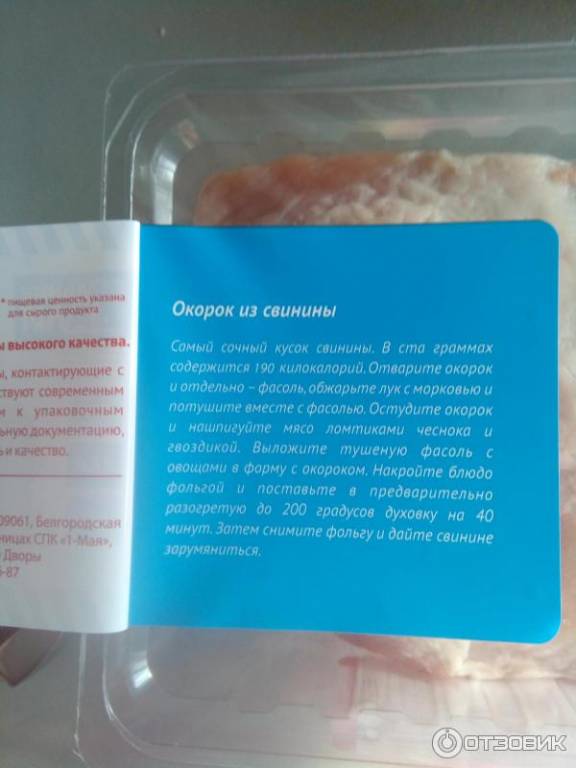 * пищевая ценность указана
для сырого продукта
ы высокого качества.
ы, контактирующие с
ствуют современным
м к упаковочным
льную документацию,
ь и качество.
09061, Белгородская
ницах СПК «1-Мая»,
Дворы
6-87
Окорок из свинины
Самый сочный кусок свинины. В ста граммах
содержится 190 килокалорий. Отварите окорок
и отдельно – фасоль, обжарьте лук с морковью и
потушите вместе с фасолью. Остудите окорок
и нашпигуйте мясо ломтиками чеснока и
гвоздикой. Выложите тушеную фасоль с
овощами в форму с окороком. Накройте блюдо
фольгой и поставьте в предварительно
разогретую до 200 градусов духовку на 40
минут. Затем снимите фольгу и дайте свинине
зарумяниться.
ОТЗОВИК